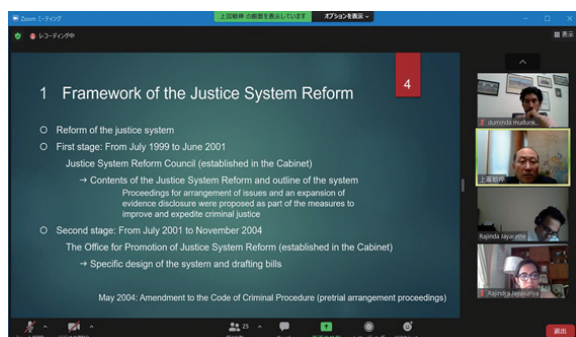 Zoom ミーティング
上冨敏伸 の画面を表示しています
オプションを表示
レコーディング中
表示
4
1 Framework of the Justice System Reform
Reform of the justice system
First stage: From July 1999 to June 2001
Justice System Reform Council (established in the Cabinet)
→ Contents of the Justice System Reform and outline of the system
Proceedings for arrangement of issues and an expansion of
evidence disclosure were proposed as part of the measures to
improve and expedite criminal justice
Second stage: From July 2001 to November 2004
The Office for Promotion of Justice System Reform (established in the Cabinet)
→ Specific design of the system and drafting bills
May 2004: Amendment to the Code of Criminal Procedure (pretrial arrangement proceedings)
duminda mudune
上冨敏伸
Rajinda Jayaratne
Rajindra Jayasuriya
25
退出